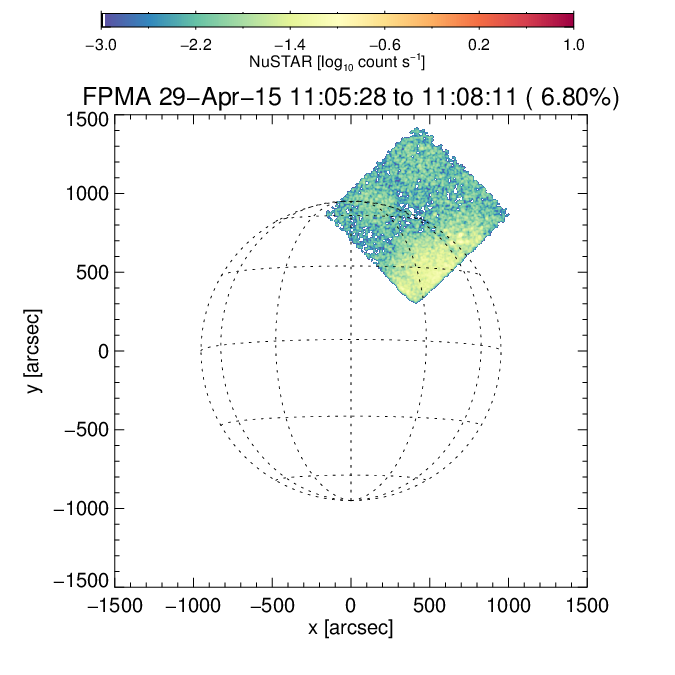 −3.0 −2.2 −1.4 −0.6 0.2 1.0
NuSTAR [log₁₀ count s⁻¹]
FPMA 29−Apr−15 11:05:28 to 11:08:11 ( 6.80%)
1500
1000
500
0
−500
−1000
−1500
y [arcsec]
−1500 −1000 −500 0 500 1000 1500
x [arcsec]